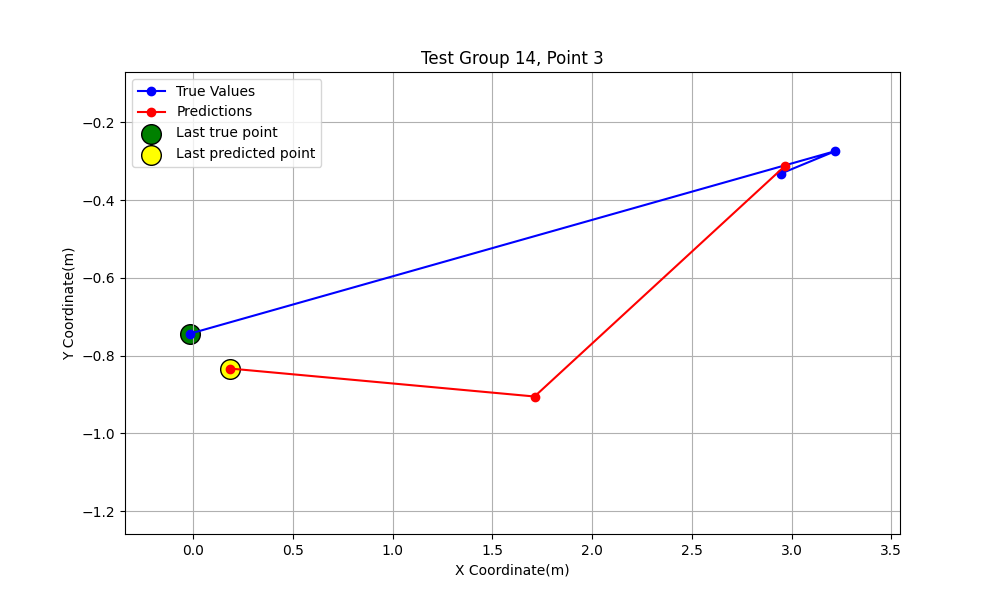 Test Group 14, Point 3
True Values
Predictions
Last true point
Last predicted point
Y Coordinate(m)
−0.2
−0.4
−0.6
−0.8
−1.0
−1.2
0.0 0.5 1.0 1.5 2.0 2.5 3.0 3.5
X Coordinate(m)